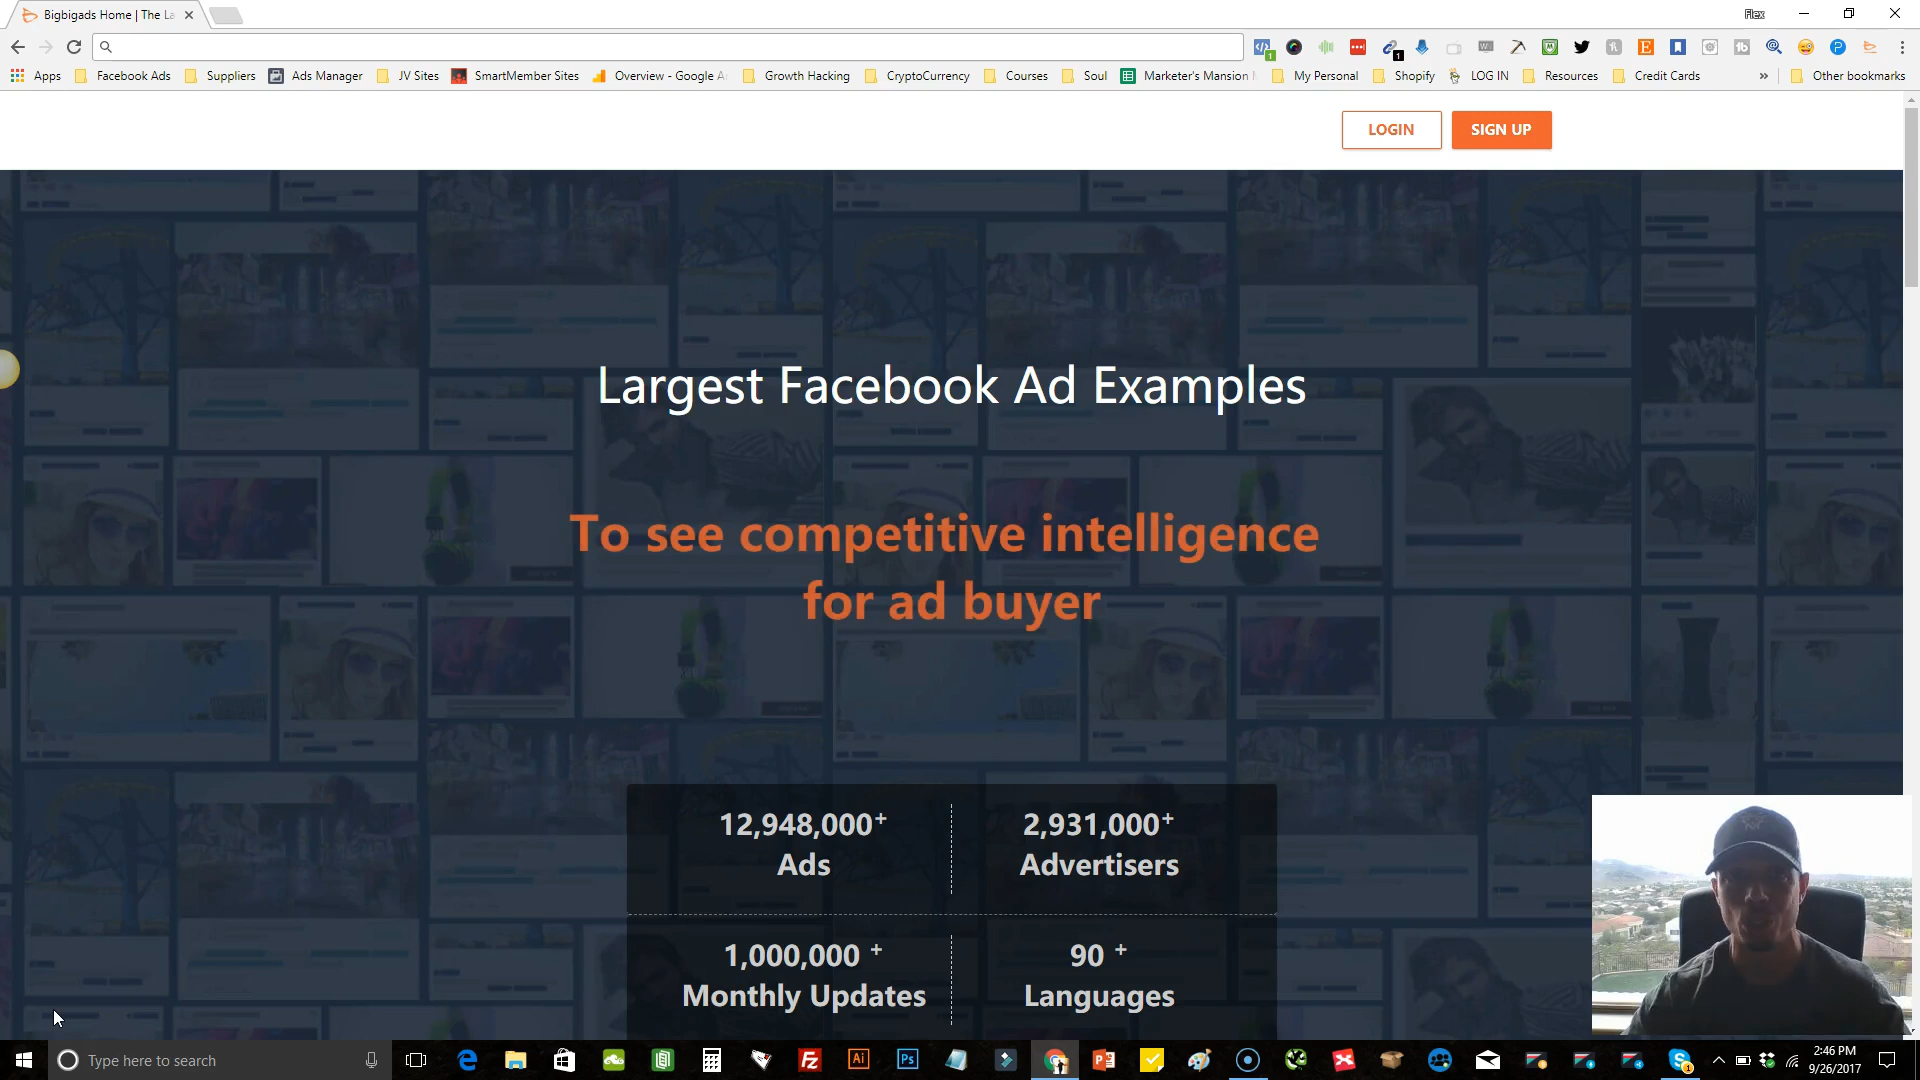 Bigbigads Home | The La
Flex
Apps
Facebook Ads
Suppliers
Ads Manager
JV Sites
SmartMember Sites
Overview - Google A
Growth Hacking
CryptoCurrency
Courses
Soul
Marketer's Mansion
My Personal
Shopify
LOG IN
Resources
Credit Cards
»
Other bookmarks
LOGIN
SIGN UP
Largest Facebook Ad Examples
To see competitive intelligence
for ad buyer
12,948,000+
Ads
2,931,000+
Advertisers
1,000,000 +
Monthly Updates
90 +
Languages
Type here to search
2:46 PM
9/26/2017